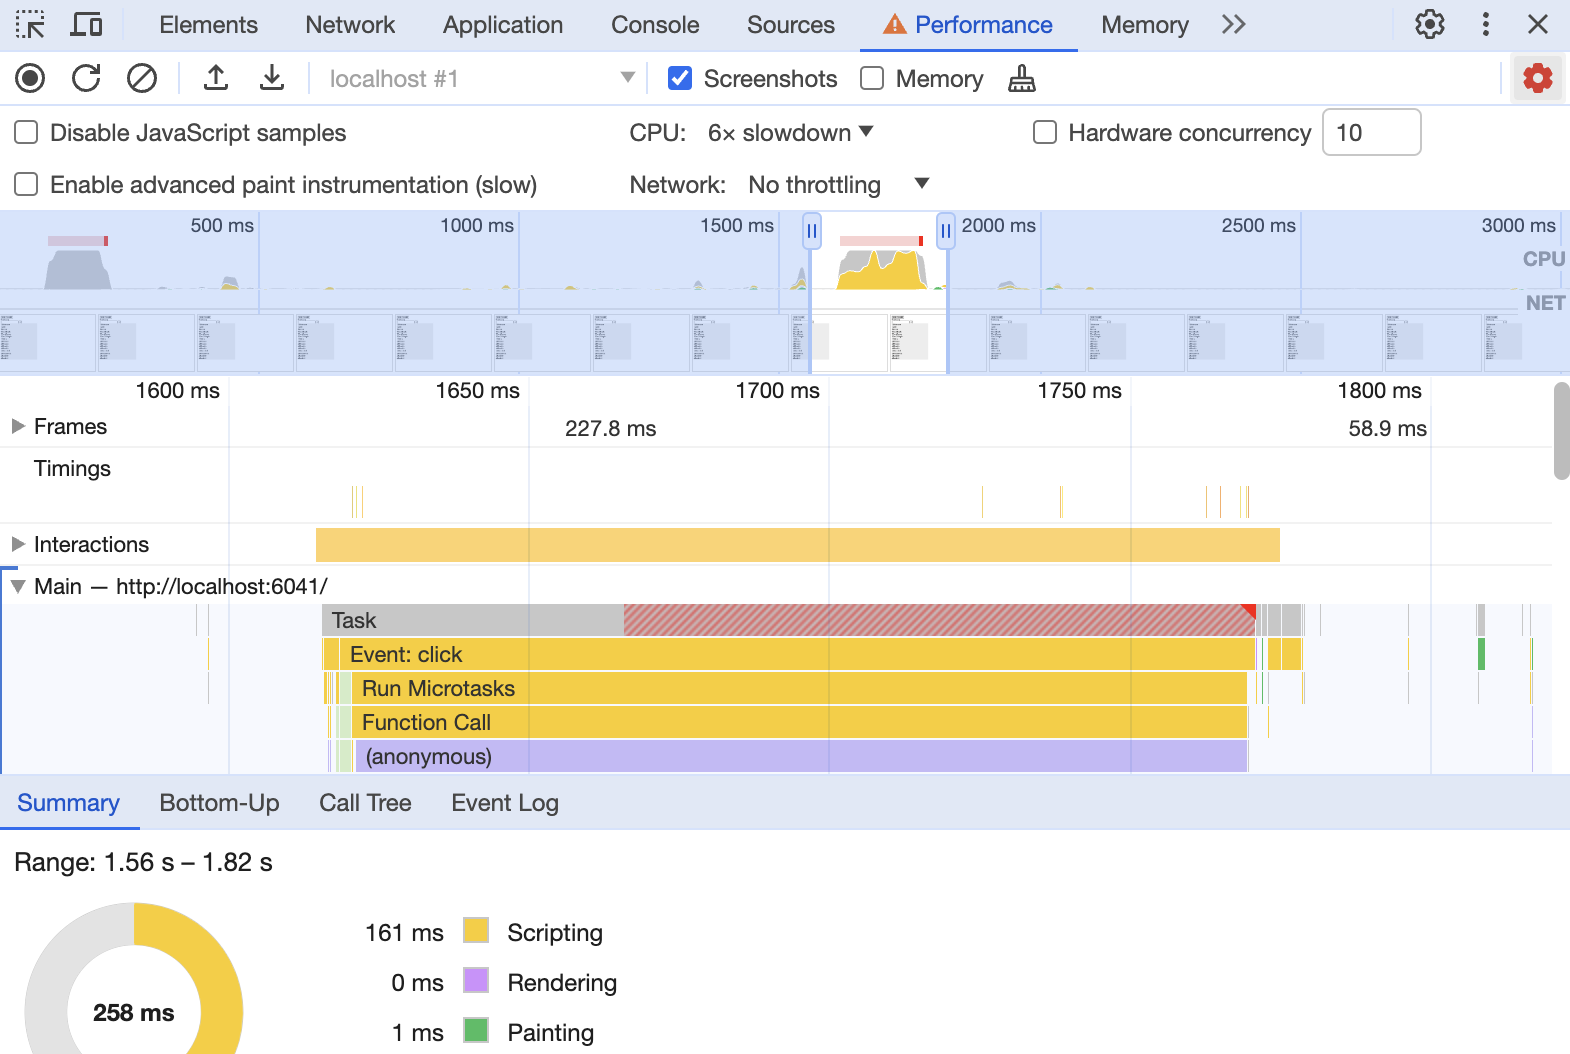 Elements Network Application Console Sources Performance Memory
localhost #1 Screenshots Memory
Disable JavaScript samples CPU: 6× slowdown Hardware concurrency 10
Enable advanced paint instrumentation (slow) Network: No throttling
500 ms 1000 ms 1500 ms 2000 ms 2500 ms 3000 ms
CPU
NET
1600 ms 1650 ms 1700 ms 1750 ms 1800 ms
Frames 227.8 ms 58.9 ms
Timings
Interactions
Main — http://localhost:6041/
Task
Event: click
Run Microtasks
Function Call
(anonymous)
Summary Bottom-Up Call Tree Event Log
Range: 1.56 s – 1.82 s
161 ms Scripting
0 ms Rendering
258 ms
1 ms Painting